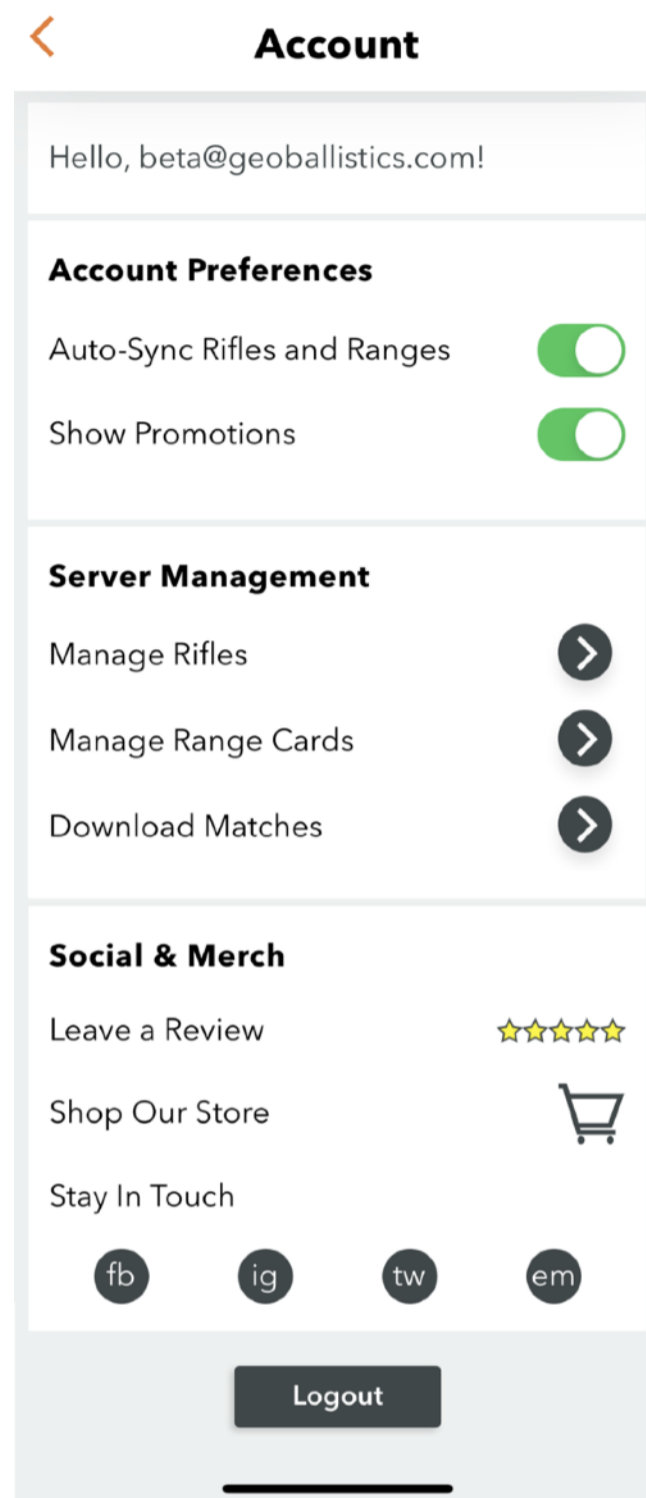 Account
Hello, beta@geoballistics.com!
Account Preferences
Auto-Sync Rifles and Ranges
Show Promotions
Server Management
Manage Rifles
Manage Range Cards
Download Matches
Social & Merch
Leave a Review
Shop Our Store
Stay In Touch
fb ig tw em
Logout